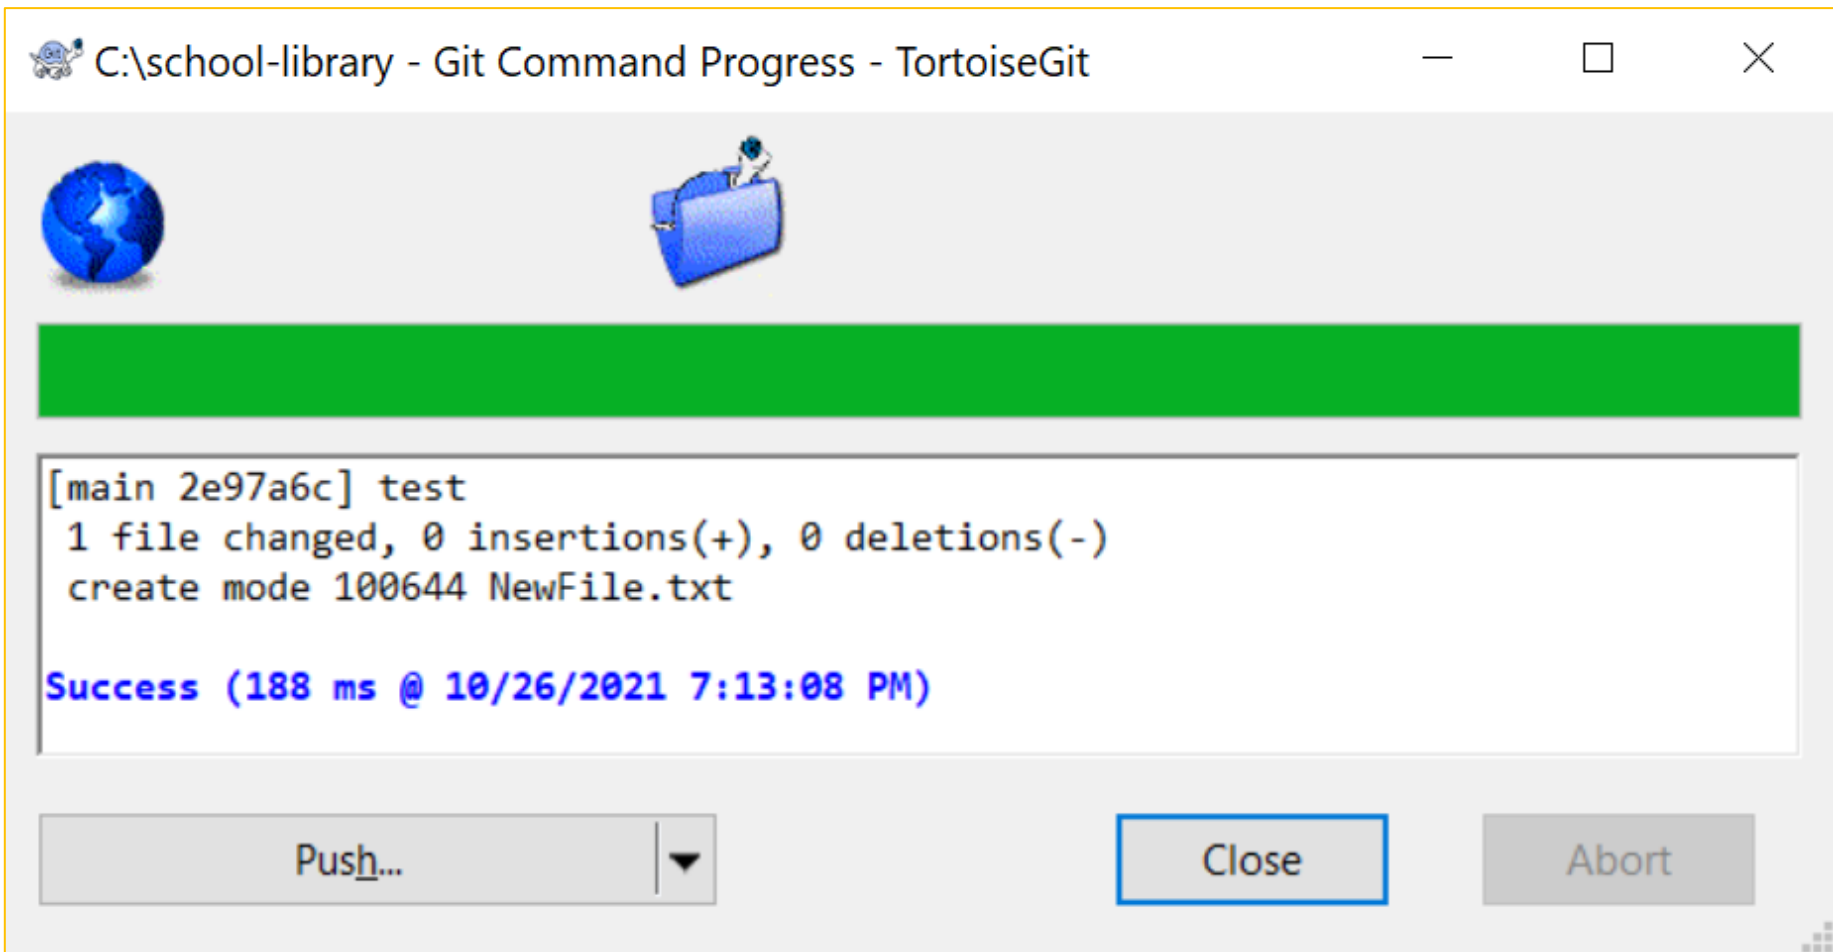 C:\school-library - Git Command Progress - TortoiseGit
[main 2e97a6c] test
1 file changed, 0 insertions(+), 0 deletions(-)
create mode 100644 NewFile.txt
Success (188 ms @ 10/26/2021 7:13:08 PM)
Push...
Close
Abort